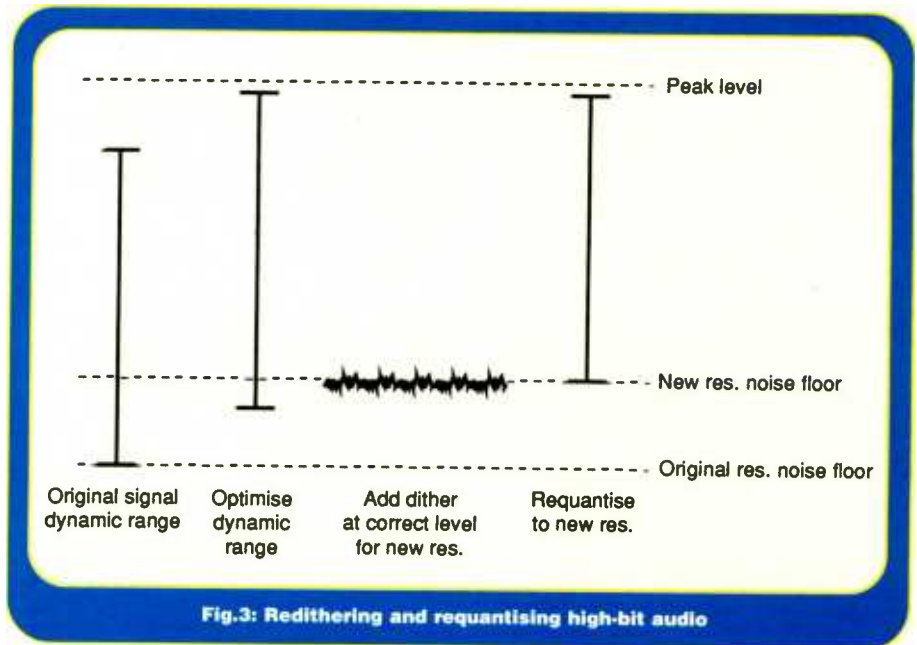 Peak level
New res. noise floor
Original res. noise floor
Original signal
dynamic range
Optimise
dynamic
range
Add dither
at correct level
for new res.
Requantise
to new res.
Fig.3: Redithering and requantising high-bit audio